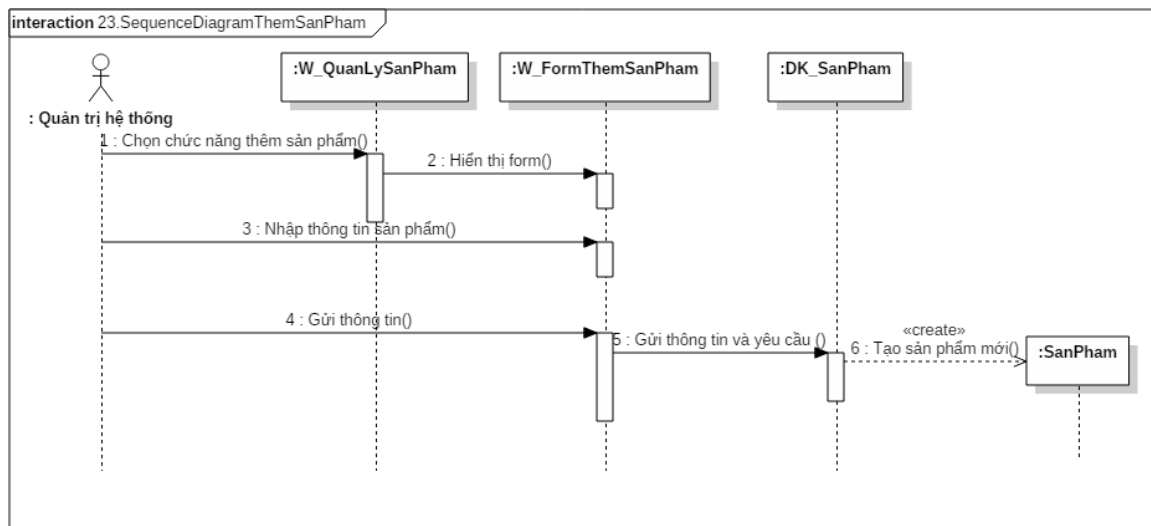 interaction 23.SequenceDiagramThemSanPham
:W_QuanLySanPham
:W_FormThemSanPham
:DK_SanPham
: Quản trị hệ thống
1 : Chọn chức năng thêm sản phẩm()
2 : Hiển thị form()
3 : Nhập thông tin sản phẩm()
4 : Gửi thông tin()
5 : Gửi thông tin và yêu cầu ()
«create»
6 : Tạo sản phẩm mới()
:SanPham